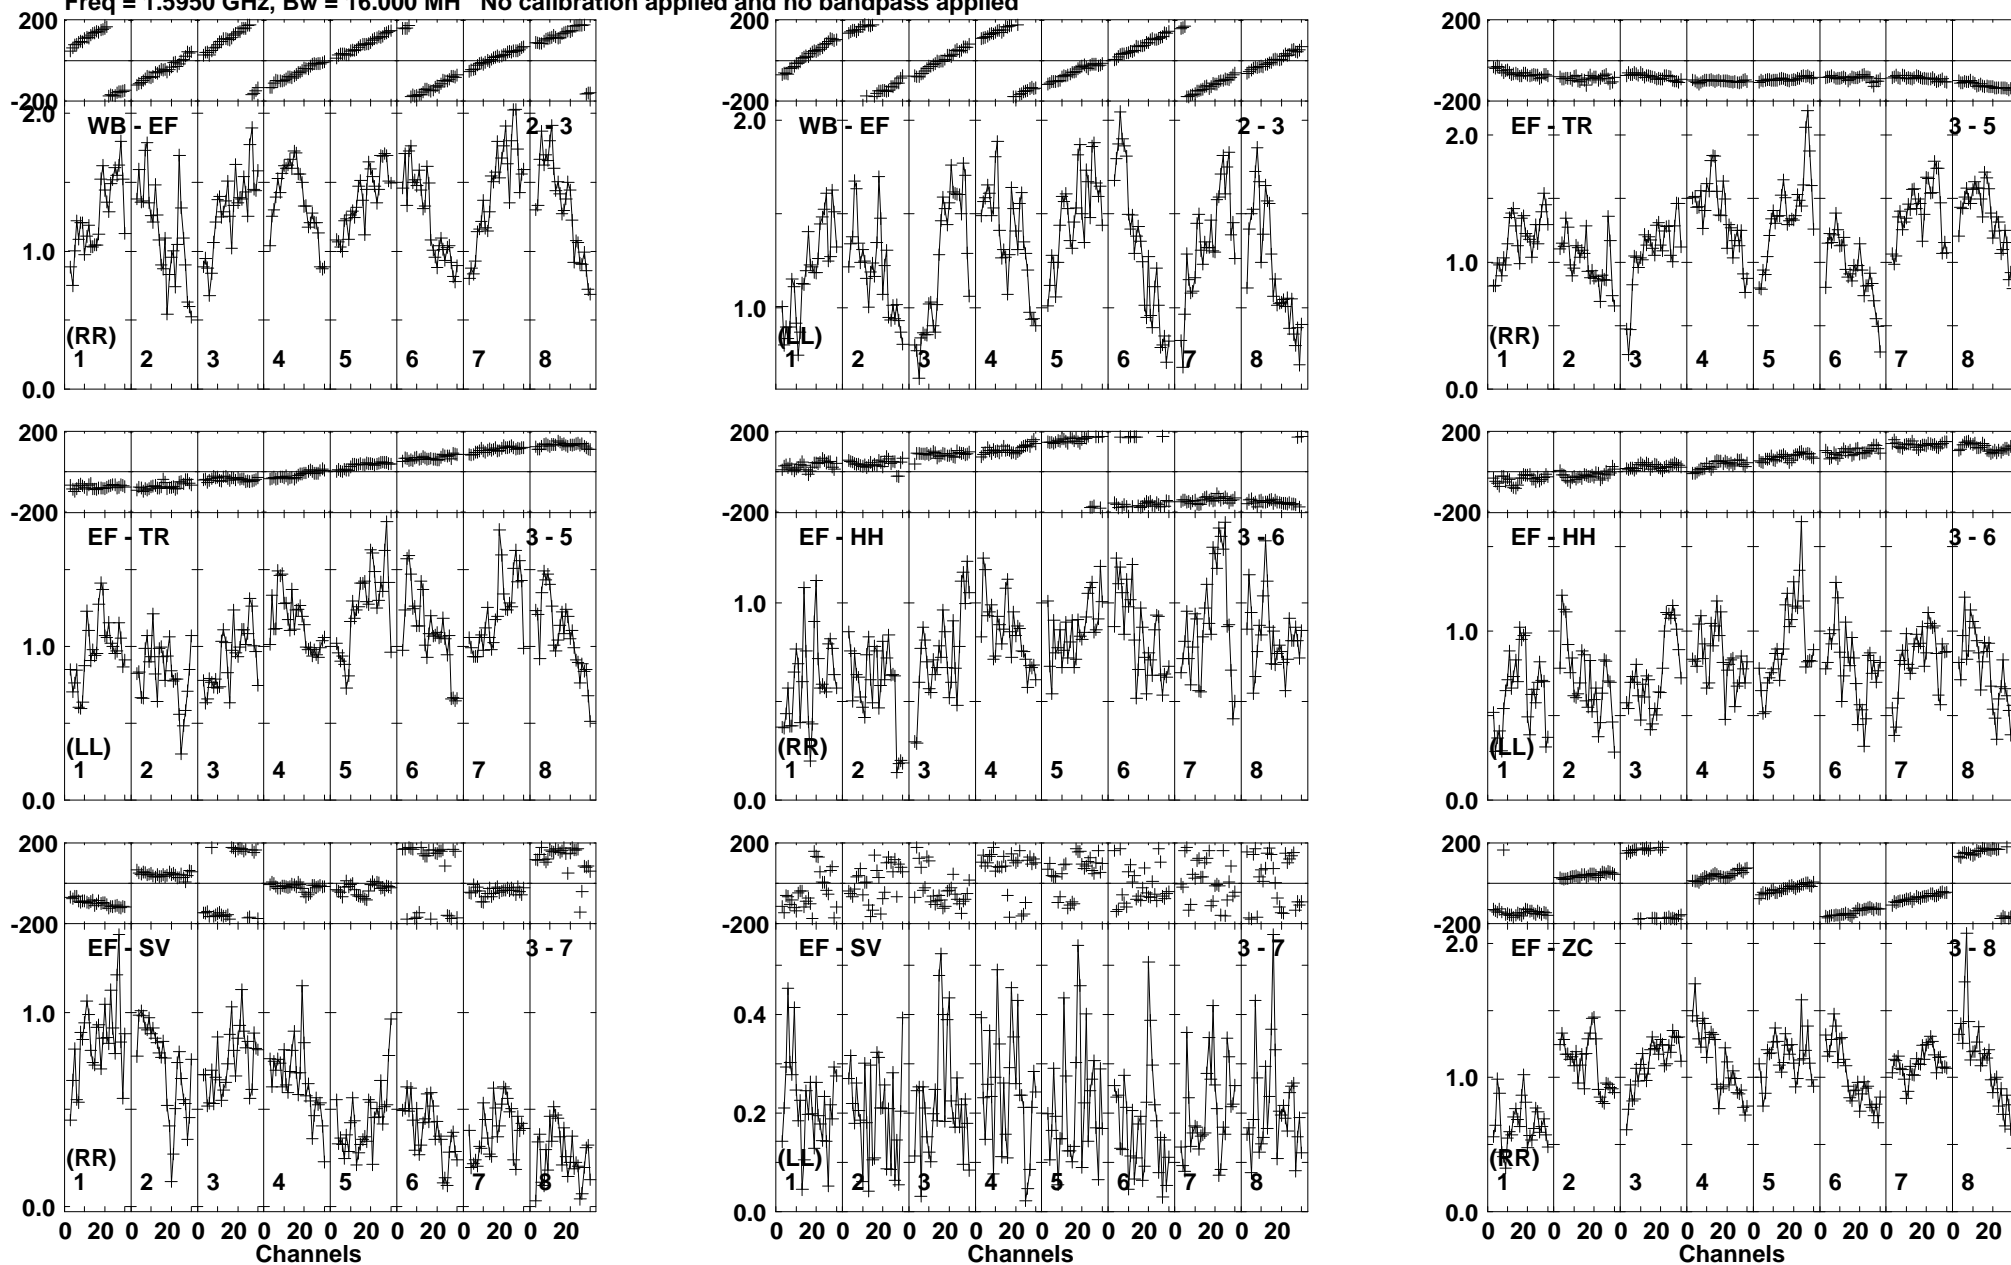 Freq = 1.5950 GHz, Bw = 16.000 MH No calibration applied and no bandpass applied
200 200 200
-200 -200 -200
2.0 WB - EF 2 - 3 2.0 WB - EF 2 - 3 2.0 EF - TR 3 - 5
1.0 1.0 1.0
(RR) (LL) (RR)
1 2 3 4 5 6 7 8 1 2 3 4 5 6 7 8 1 2 3 4 5 6 7 8
0.0 0.0
200 200 200
-200 -200 -200
EF - TR 3 - 5 EF - HH 3 - 6 EF - HH 3 - 6
1.0 1.0 1.0
(LL) (RR) (LL)
1 2 3 4 5 6 7 8 1 2 3 4 5 6 7 8 1 2 3 4 5 6 7 8
0.0 0.0 0.0
200 200 200
-200 -200 -200
EF - SV 3 - 7 EF - SV 3 - 7 2.0 EF - ZC 3 - 8
1.0 0.4 1.0
0.2
(RR) (LL) (RR)
1 2 3 4 5 6 7 8 1 2 3 4 5 6 7 8 1 2 3 4 5 6 7 8
0.0 0.0 0.0
0 20 0 20 0 20 0 20 0 20 0 20 0 20 0 20 0 20 0 20 0 20 0 20 0 20 0 20 0 20 0 20 0 20 0 20 0 20 0 20 0 20 0 20 0 20 0 20
Channels Channels Channels